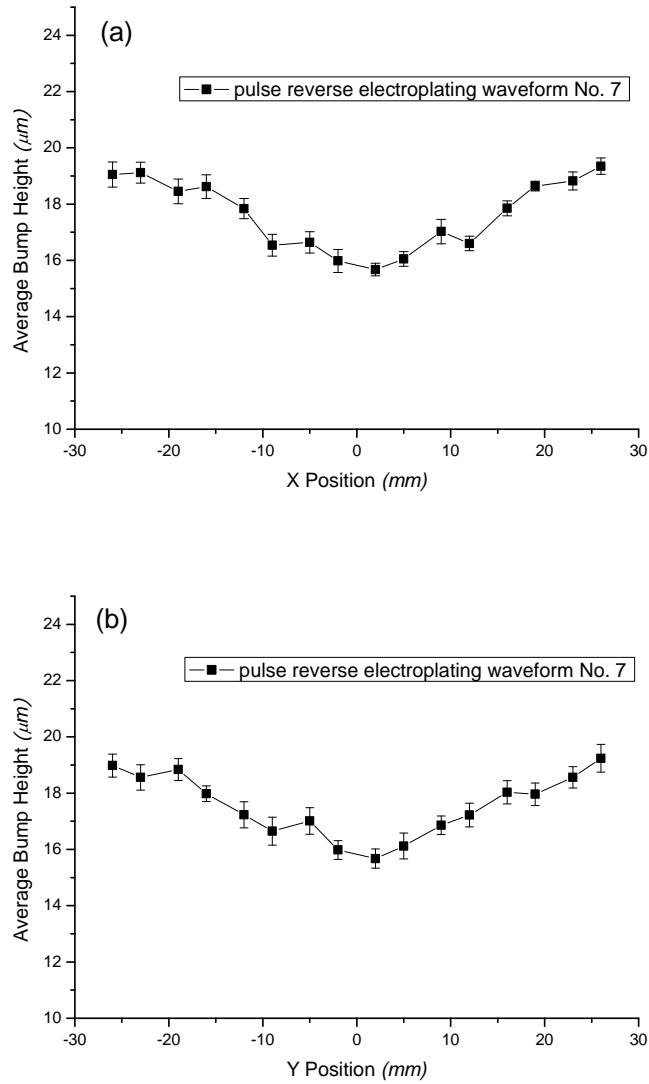 (a)
24
pulse reverse electroplating waveform No. 7
22
20
18
16
14
12
10
Average Bump Height (μm)
-30 -20 -10 0 10 20 30
X Position (mm)
(b)
24
pulse reverse electroplating waveform No. 7
22
20
18
16
14
12
10
Average Bump Height (μm)
-30 -20 -10 0 10 20 30
Y Position (mm)